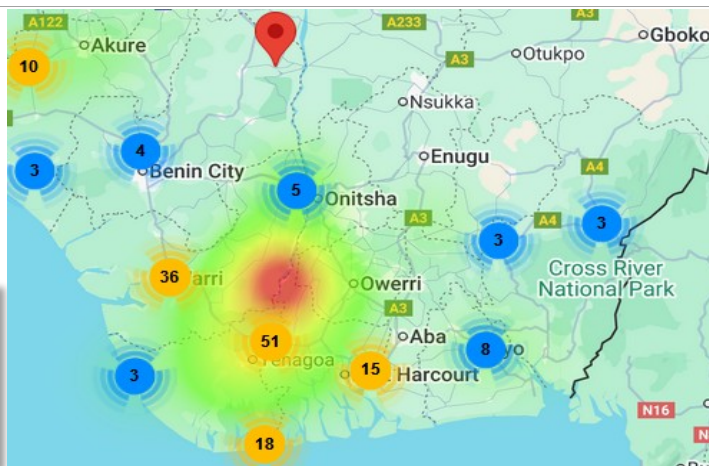 A122
A233
A3
Akure
Gboko
Otukpo
A3
10
Nsukka
4
Enugu
3
Benin City
A4
5
Onitsha
A3
A4
3
3
Cross River
National Park
36
arri
Owerri
A3
51
Aba
8
yo
Yenagoa
15
Harcourt
3
N16
18
N